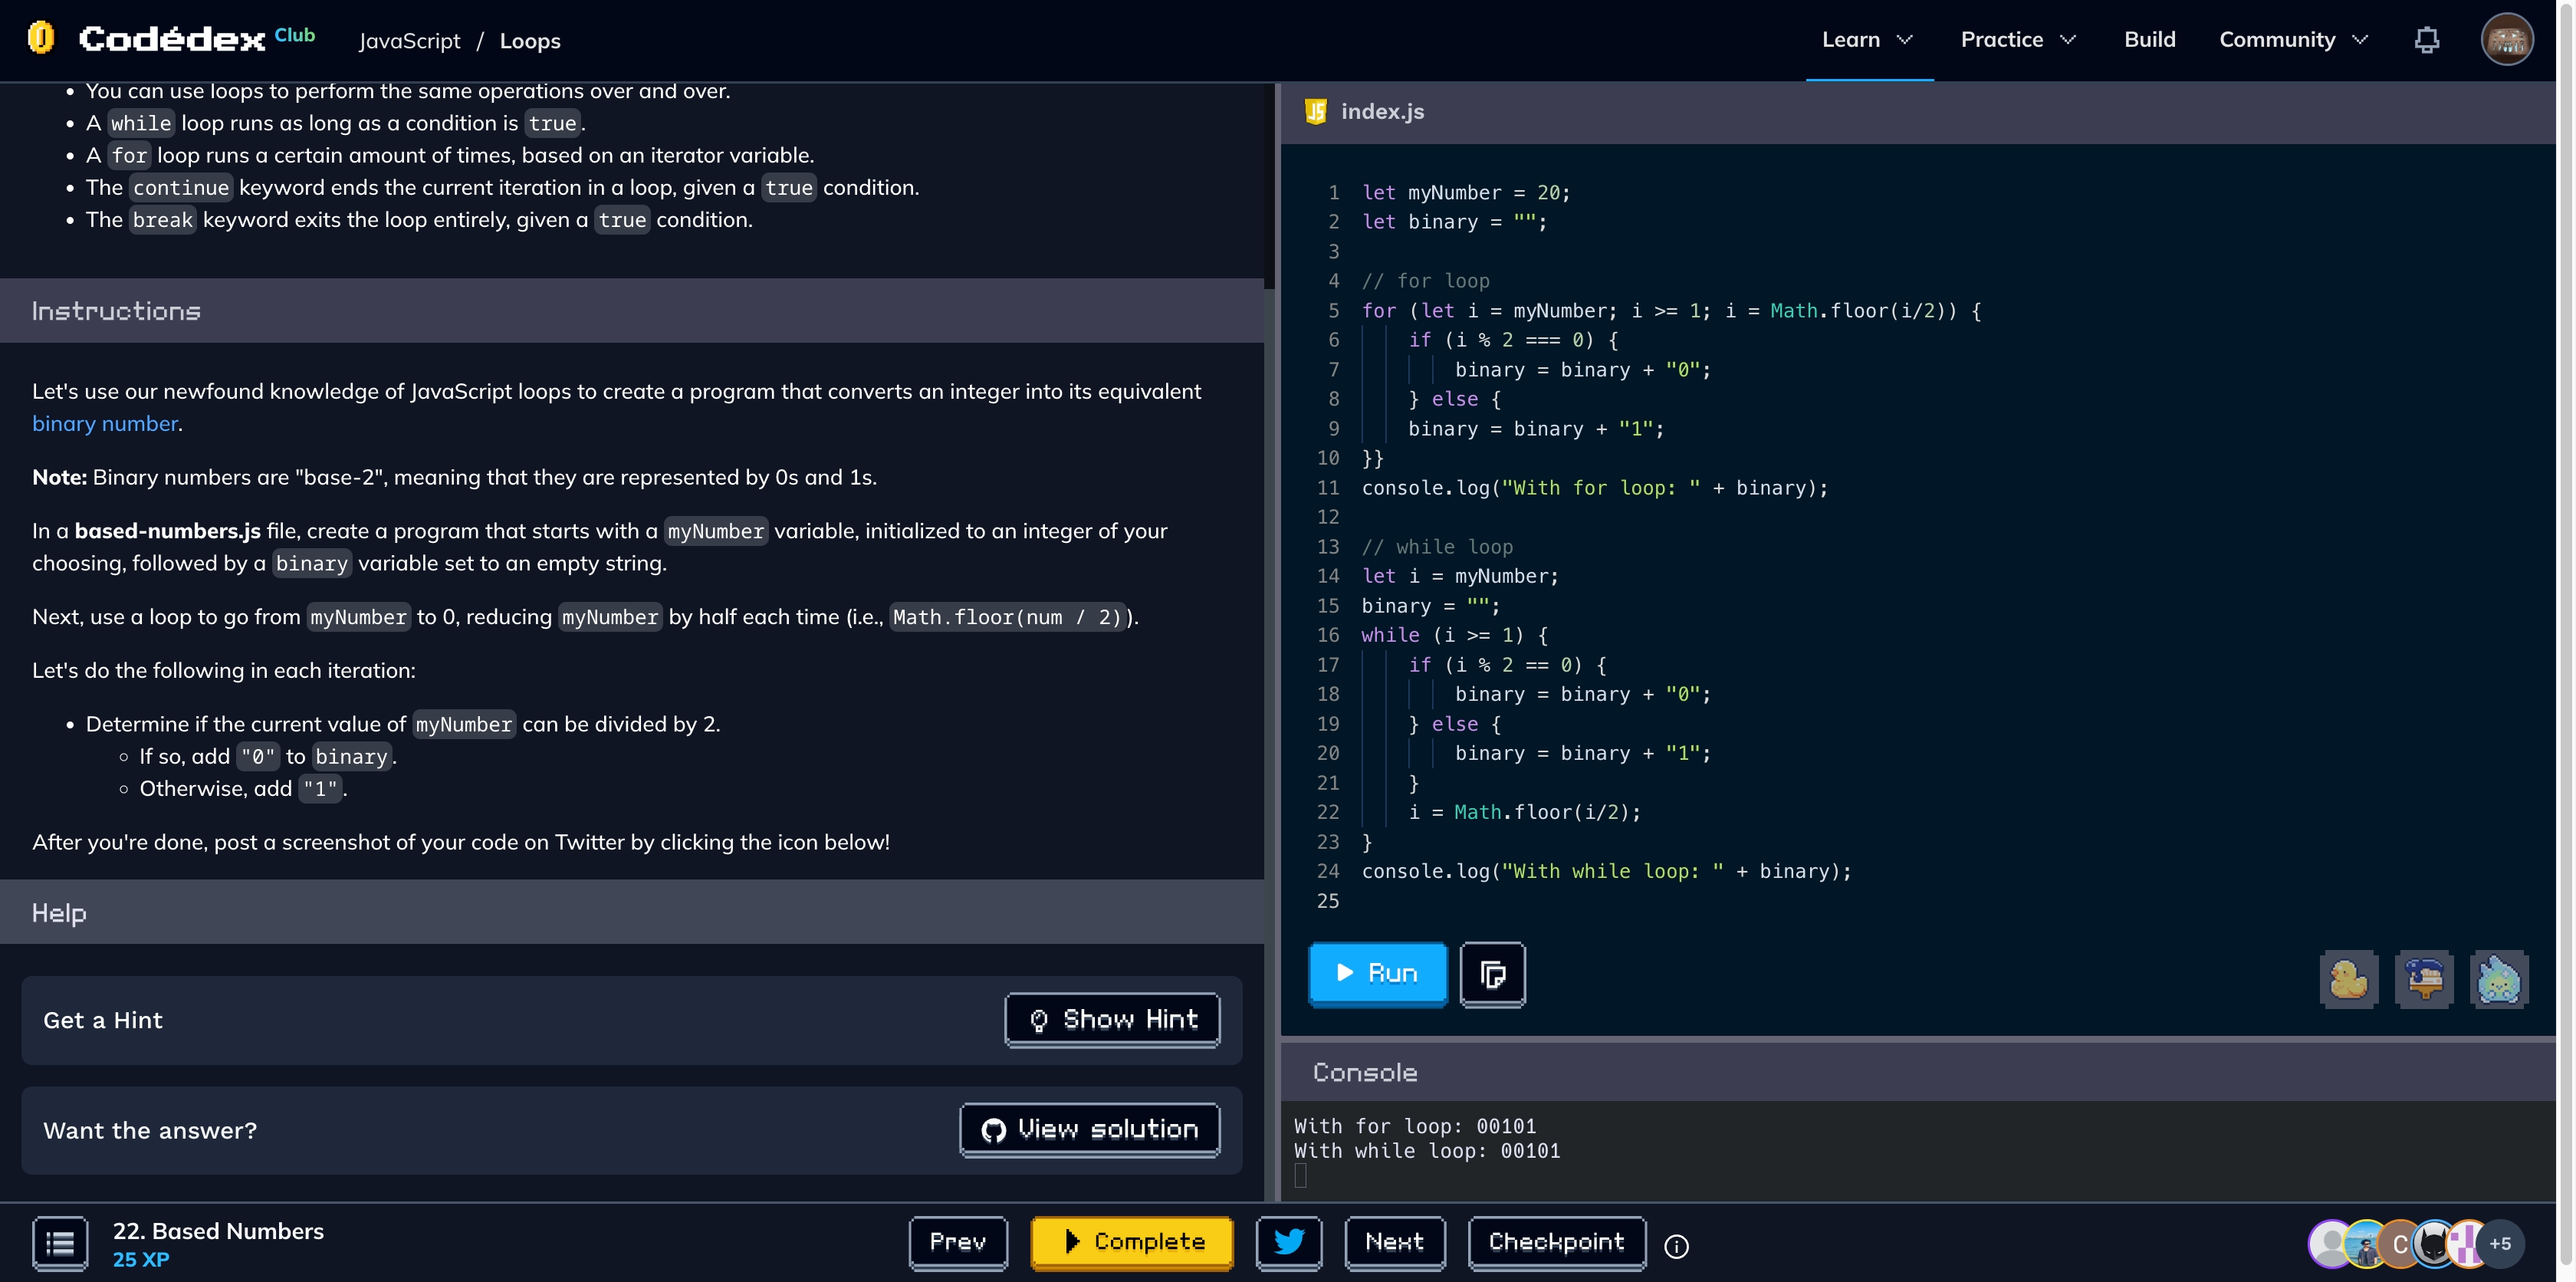 Codédex Club JavaScript / Loops Learn Practice Build Community
You can use loops to perform the same operations over and over.
A while loop runs as long as a condition is true.
A for loop runs a certain amount of times, based on an iterator variable.
The continue keyword ends the current iteration in a loop, given a true condition.
The break keyword exits the loop entirely, given a true condition.
Instructions
Let's use our newfound knowledge of JavaScript loops to create a program that converts an integer into its equivalent
binary number.
Note: Binary numbers are "base-2", meaning that they are represented by 0s and 1s.
In a based-numbers.js file, create a program that starts with a myNumber variable, initialized to an integer of your
choosing, followed by a binary variable set to an empty string.
Next, use a loop to go from myNumber to 0, reducing myNumber by half each time (i.e., Math.floor(num / 2)).
Let's do the following in each iteration:
Determine if the current value of myNumber can be divided by 2.
If so, add "0" to binary.
Otherwise, add "1".
After you're done, post a screenshot of your code on Twitter by clicking the icon below!
Help
Get a Hint Show Hint
Want the answer? View solution
JS index.js
1 let myNumber = 20;
2 let binary = "";
3
4 // for loop
5 for (let i = myNumber; i >= 1; i = Math.floor(i/2)) {
6 if (i % 2 === 0) {
7 binary = binary + "0";
8 } else {
9 binary = binary + "1";
10 }}
11 console.log("With for loop: " + binary);
12
13 // while loop
14 let i = myNumber;
15 binary = "";
16 while (i >= 1) {
17 if (i % 2 == 0) {
18 binary = binary + "0";
19 } else {
20 binary = binary + "1";
21 }
22 i = Math.floor(i/2);
23 }
24 console.log("With while loop: " + binary);
25
Run
Console
With for loop: 00101
With while loop: 00101
22. Based Numbers
25 XP
Prev Complete Next Checkpoint C +5